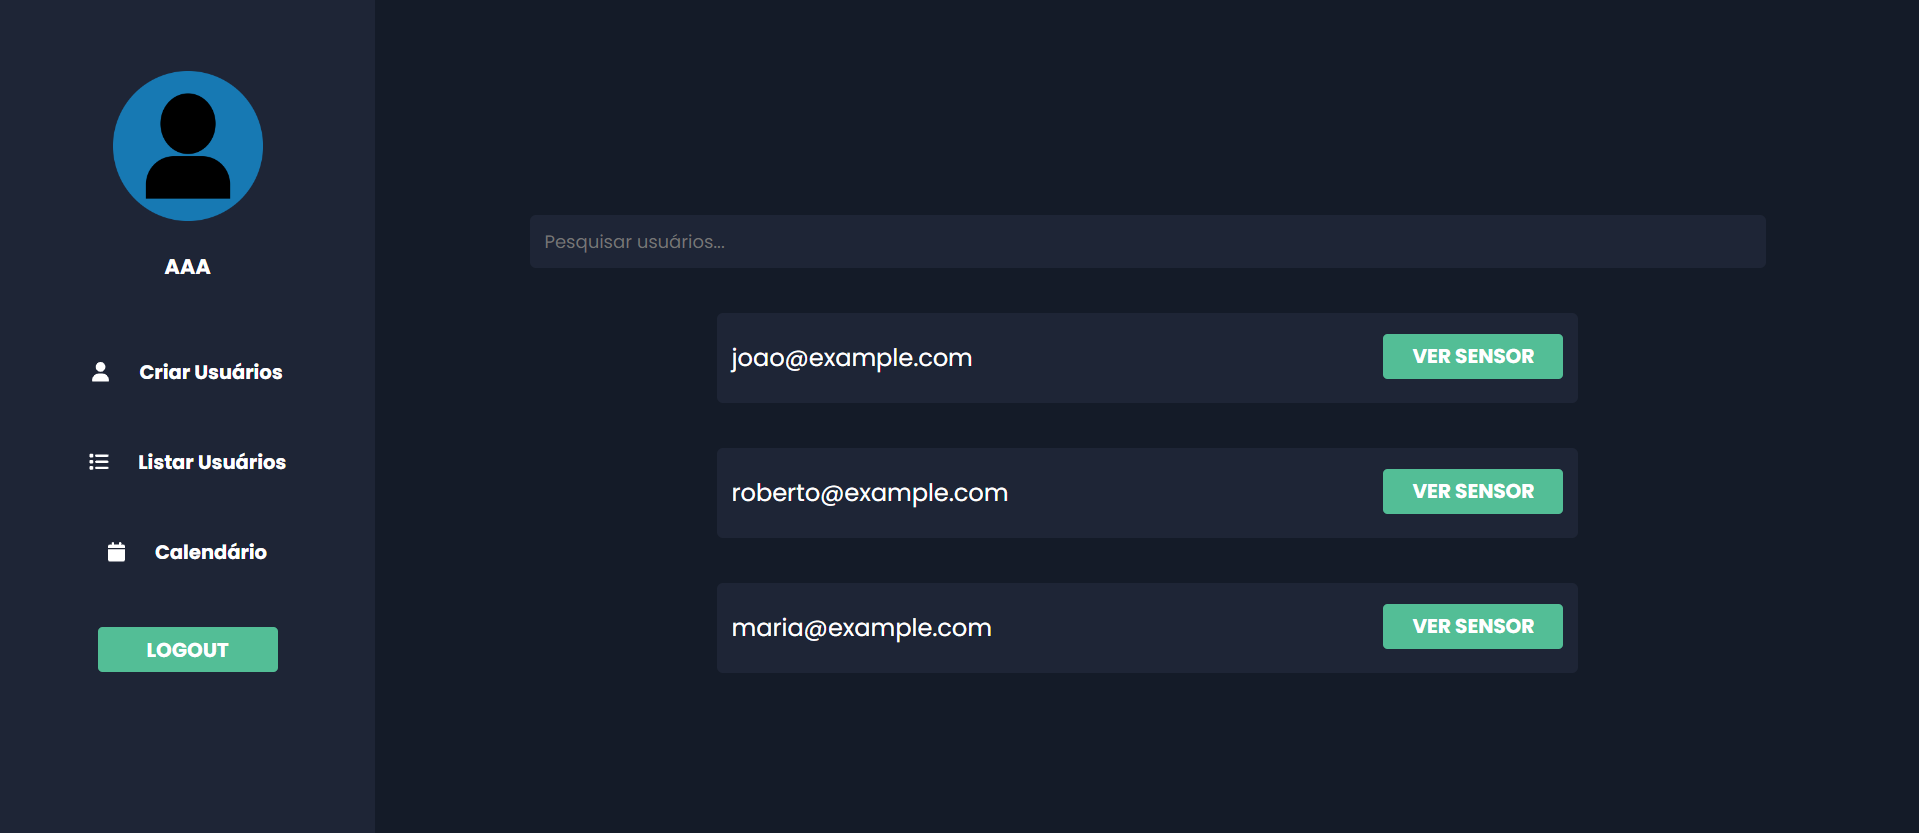 AAA
Criar Usuários
Listar Usuários
Calendário
LOGOUT
Pesquisar usuários...
joao@example.com
VER SENSOR
roberto@example.com
VER SENSOR
maria@example.com
VER SENSOR